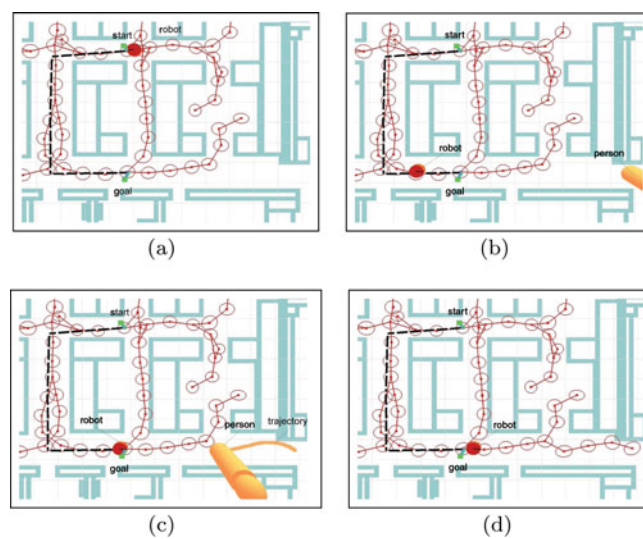 start robot
goal
(a)
start
robot
person
goal
(b)
start
robot
person trajectory
goal
(c)
start
robot
goal
(d)